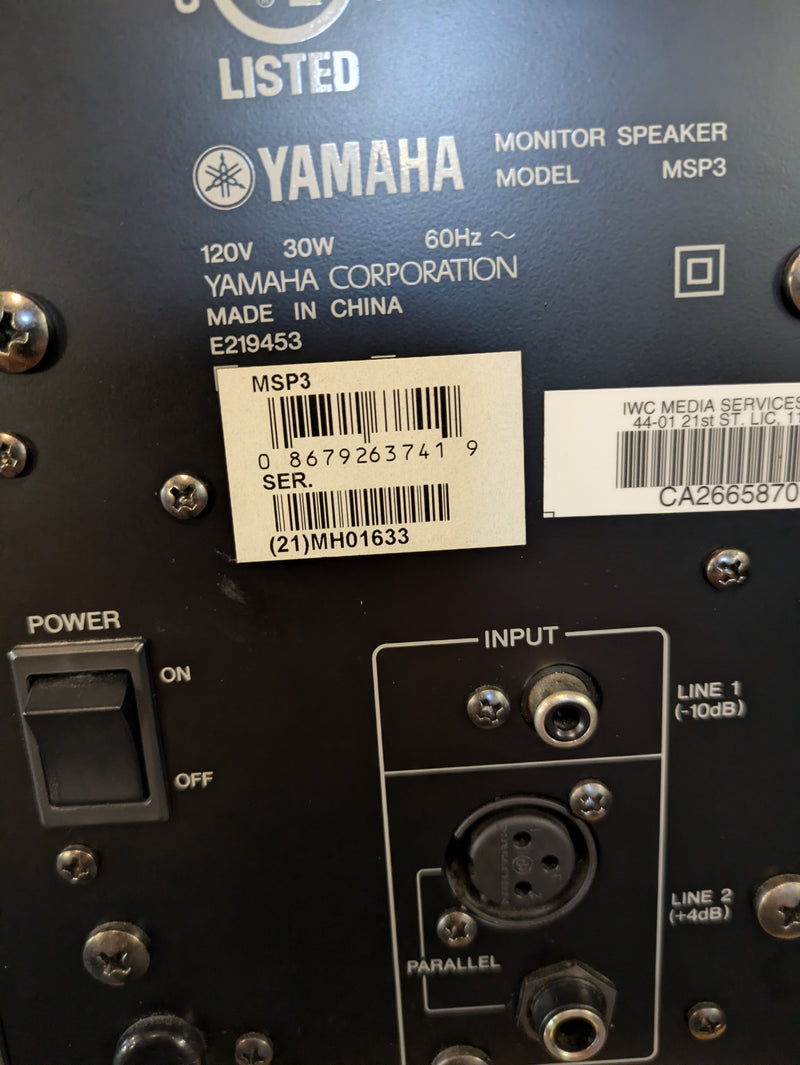 LISTED
YAMAHA
MONITOR SPEAKER
MODEL MSP3
120V 30W 60Hz ～
YAMAHA CORPORATION
MADE IN CHINA
E219453
MSP3
0 8679263741 9
SER.
(21)MH01633
IWC MEDIA SERVICES
44-01 21st ST. LIC, 11
CA2665870
POWER
ON
OFF
INPUT
LINE 1
(-10dB)
NEUTRIK
LINE 2
(+4dB)
PARALLEL